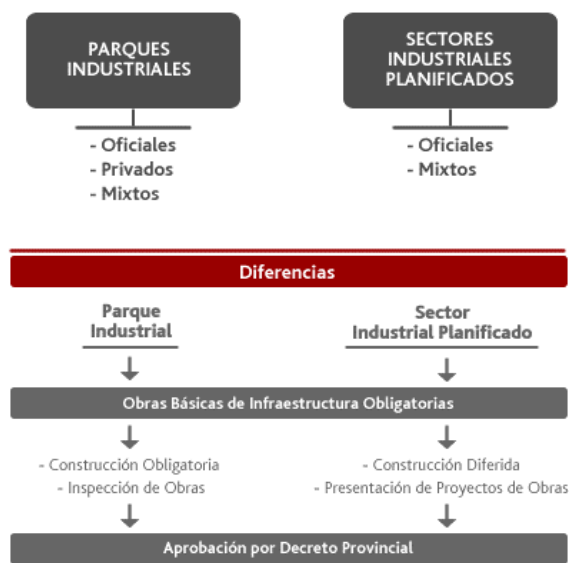 PARQUES
INDUSTRIALES
- Oficiales
- Privados
- Mixtos
SECTORES
INDUSTRIALES
PLANIFICADOS
- Oficiales
- Mixtos
Diferencias
Parque
Industrial
Sector
Industrial Planificado
Obras Básicas de Infraestructura Obligatorias
- Construcción Obligatoria
- Inspección de Obras
- Construcción Diferida
- Presentación de Proyectos de Obras
Aprobación por Decreto Provincial